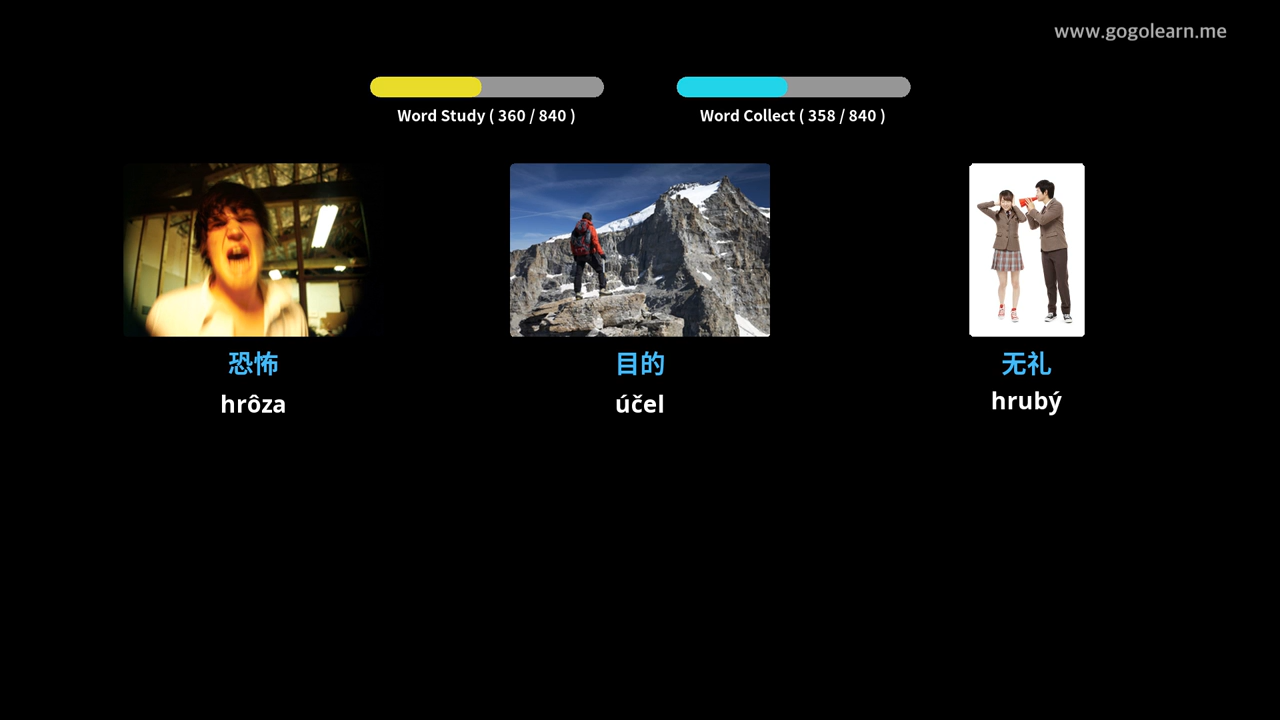 www.gogolearn.me
Word Study ( 360 / 840 )
Word Collect ( 358 / 840 )
恐怖
目的
无礼
hrôza
účel
hrubý